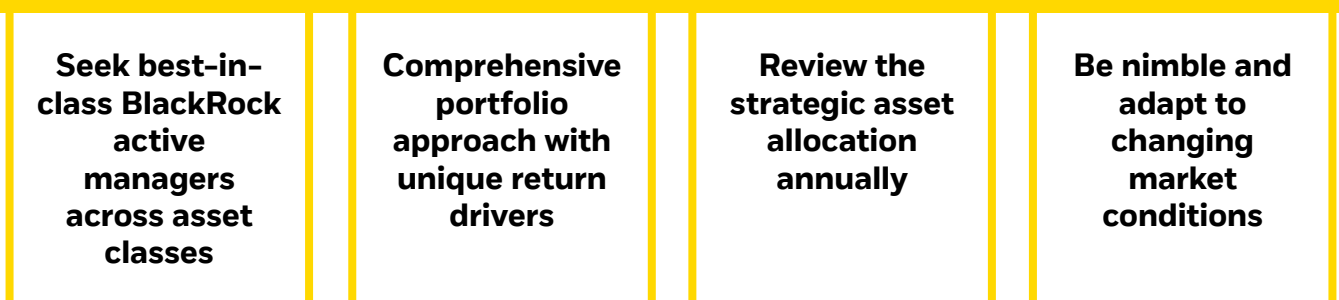 Seek best-in-
class BlackRock
active
managers
across asset
classes
Comprehensive
portfolio
approach with
unique return
drivers
Review the
strategic asset
allocation
annually
Be nimble and
adapt to
changing
market
conditions